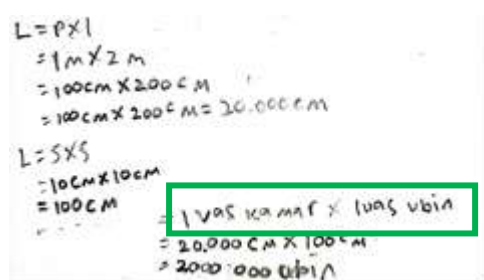 L = P X l
= 1 m X 2 m
= 100 cm X 200 cm
= 100 cm X 200 cm = 20.000 cm
L = S X S
= 10 cm X 10 cm
= 100 cm
= luas kamar x luas ubin
= 20.000 cm X 100 cm
= 2000.000 ubin